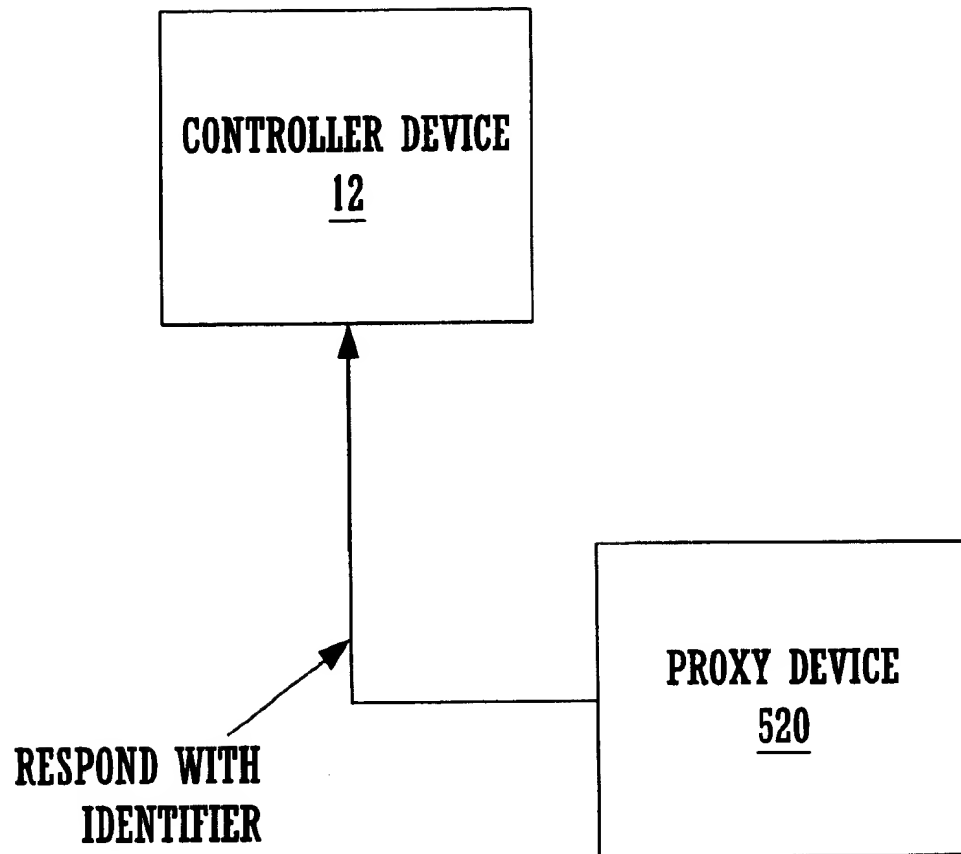 CONTROLLER DEVICE
12
PROXY DEVICE
520
RESPOND WITH
IDENTIFIER